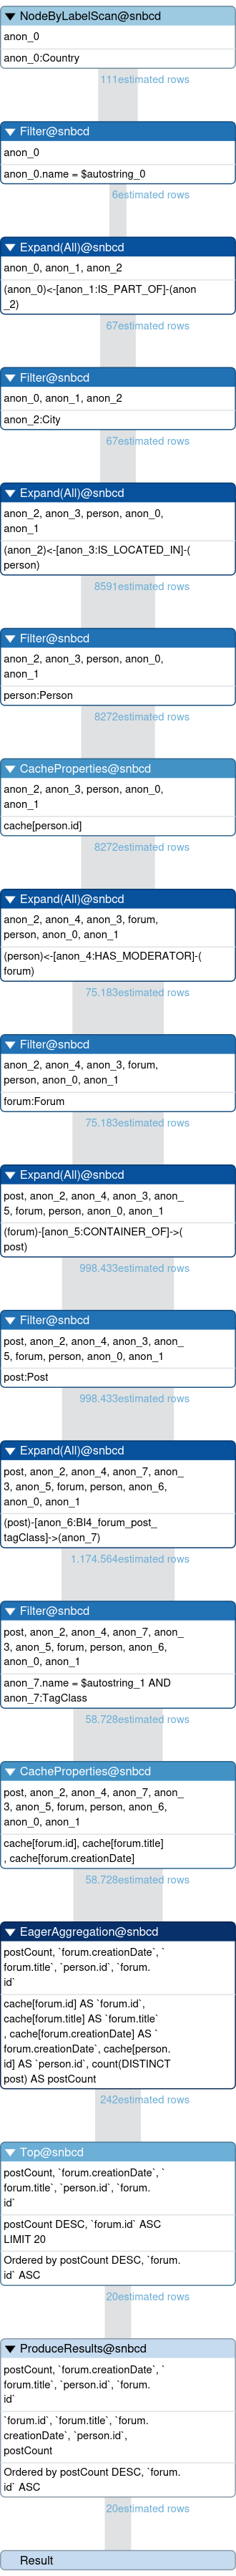 NodeByLabelScan@snbcd
anon_0
anon_0:Country
111estimated rows
Filter@snbcd
anon_0
anon_0.name = $autostring_0
6estimated rows
Expand(All)@snbcd
anon_0, anon_1, anon_2
(anon_0)<-[anon_1:IS_PART_OF]-(anon
_2)
67estimated rows
Filter@snbcd
anon_0, anon_1, anon_2
anon_2:City
67estimated rows
Expand(All)@snbcd
anon_2, anon_3, person, anon_0,
anon_1
(anon_2)<-[anon_3:IS_LOCATED_IN]-(
person)
8591estimated rows
Filter@snbcd
anon_2, anon_3, person, anon_0,
anon_1
person:Person
8272estimated rows
CacheProperties@snbcd
anon_2, anon_3, person, anon_0,
anon_1
cache[person.id]
8272estimated rows
Expand(All)@snbcd
anon_2, anon_4, anon_3, forum,
person, anon_0, anon_1
(person)<-[anon_4:HAS_MODERATOR]-(
forum)
75.183estimated rows
Filter@snbcd
anon_2, anon_4, anon_3, forum,
person, anon_0, anon_1
forum:Forum
75.183estimated rows
Expand(All)@snbcd
post, anon_2, anon_4, anon_3, anon_
5, forum, person, anon_0, anon_1
(forum)-[anon_5:CONTAINER_OF]->(
post)
998.433estimated rows
Filter@snbcd
post, anon_2, anon_4, anon_3, anon_
5, forum, person, anon_0, anon_1
post:Post
998.433estimated rows
Expand(All)@snbcd
post, anon_2, anon_4, anon_7, anon_
3, anon_5, forum, person, anon_6,
anon_0, anon_1
(post)-[anon_6:BI4_forum_post_
tagClass]->(anon_7)
1.174.564estimated rows
Filter@snbcd
post, anon_2, anon_4, anon_7, anon_
3, anon_5, forum, person, anon_6,
anon_0, anon_1
anon_7.name = $autostring_1 AND
anon_7:TagClass
58.728estimated rows
CacheProperties@snbcd
post, anon_2, anon_4, anon_7, anon_
3, anon_5, forum, person, anon_6,
anon_0, anon_1
cache[forum.id], cache[forum.title]
, cache[forum.creationDate]
58.728estimated rows
EagerAggregation@snbcd
postCount, `forum.creationDate`, `
forum.title`, `person.id`, `forum.
id`
cache[forum.id] AS `forum.id`,
cache[forum.title] AS `forum.title`
, cache[forum.creationDate] AS `
forum.creationDate`, cache[person.
id] AS `person.id`, count(DISTINCT
post) AS postCount
242estimated rows
Top@snbcd
postCount, `forum.creationDate`, `
forum.title`, `person.id`, `forum.
id`
postCount DESC, `forum.id` ASC
LIMIT 20
Ordered by postCount DESC, `forum.
id` ASC
20estimated rows
ProduceResults@snbcd
postCount, `forum.creationDate`, `
forum.title`, `person.id`, `forum.
id`
`forum.id`, `forum.title`, `forum.
creationDate`, `person.id`,
postCount
Ordered by postCount DESC, `forum.
id` ASC
20estimated rows
Result